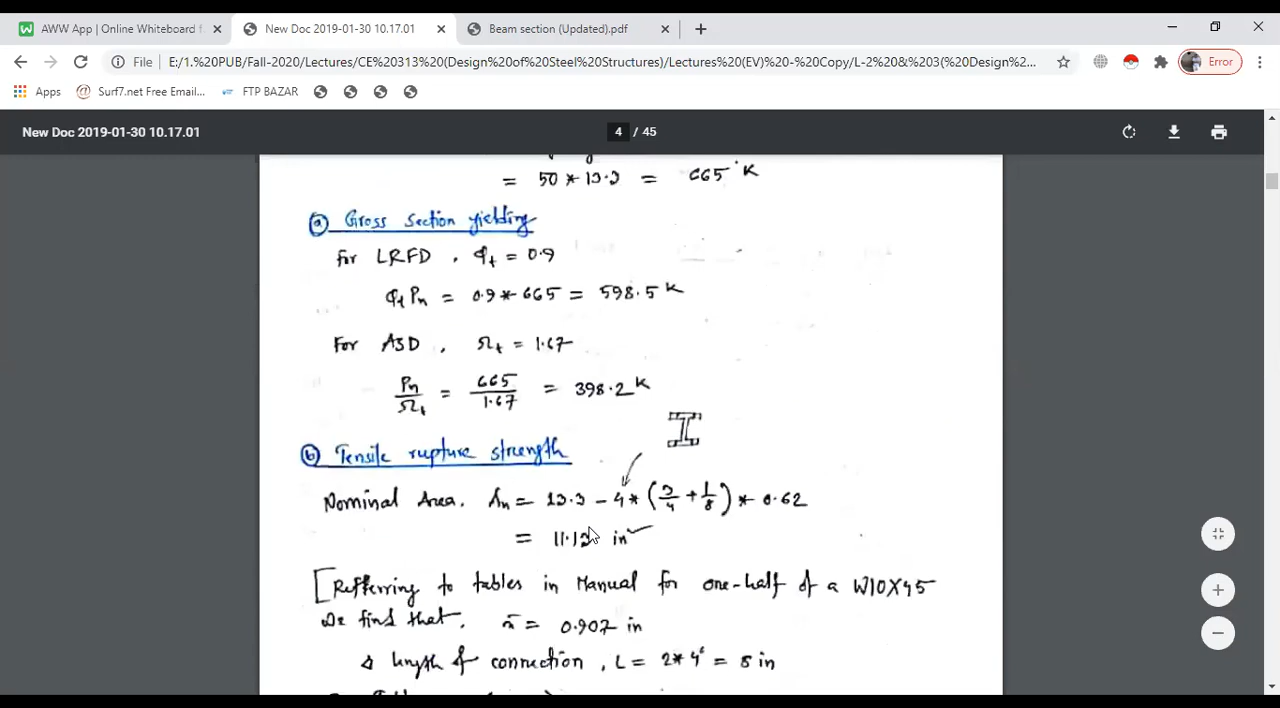 AWW App | Online Whiteboard f
New Doc 2019-01-30 10.17.01
Beam section (Updated).pdf
File
E:/1.%20PUB/Fall-2020/Lectures/CE%20313%20(Design%20of%20Steel%20Structures)/Lectures%20(EV)%20-%20Copy/L-2%20&%203(%20Design%2...
Error
Apps
Surf7.net Free Email...
FTP BAZAR
New Doc 2019-01-30 10.17.01
4 / 45
= 50 * 13.3 = 665 K
(a) Gross section yielding
For LRFD, φt = 0.9
φt Pn = 0.9 * 665 = 598.5 K
For ASD, Ωt = 1.67
Pn/Ωt = 665/1.67 = 398.2 K
(b) Tensile rupture strength
Nominal Area. An = 13.3 - 4 * (3/4 + 1/8) * 0.62
= 11.13 in
[Refferring to tables in Manual for one-half of a W10X45
We find that. x̄ = 0.907 in
& length of connection, L = 2*4" = 8 in